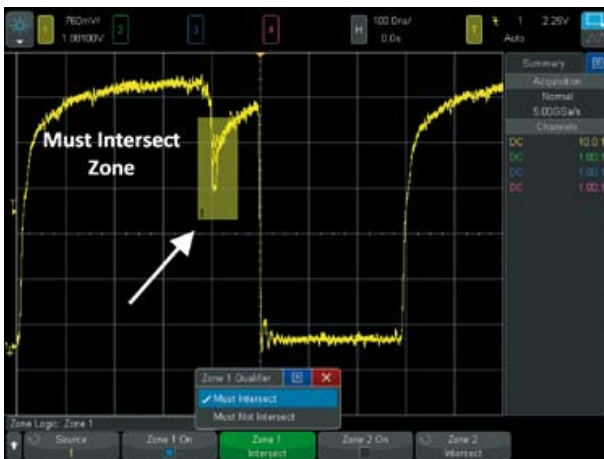 1
760mV/
1.08100V
2
3
4
H
100.0ns/
0.0s
T
1
2.25V
Auto
Summary
Acquisition
Normal
5.00GSa/s
Channels
DC 10.0:1
DC 1.00:1
DC 1.00:1
DC 1.00:1
Must Intersect
Zone
1
T
Zone 1 Qualifier
Must Intersect
Must Not Intersect
Zone Logic: Zone 1
Source
1
Zone 1 On
Zone 1
Intersect
Zone 2 On
Zone 2
Intersect